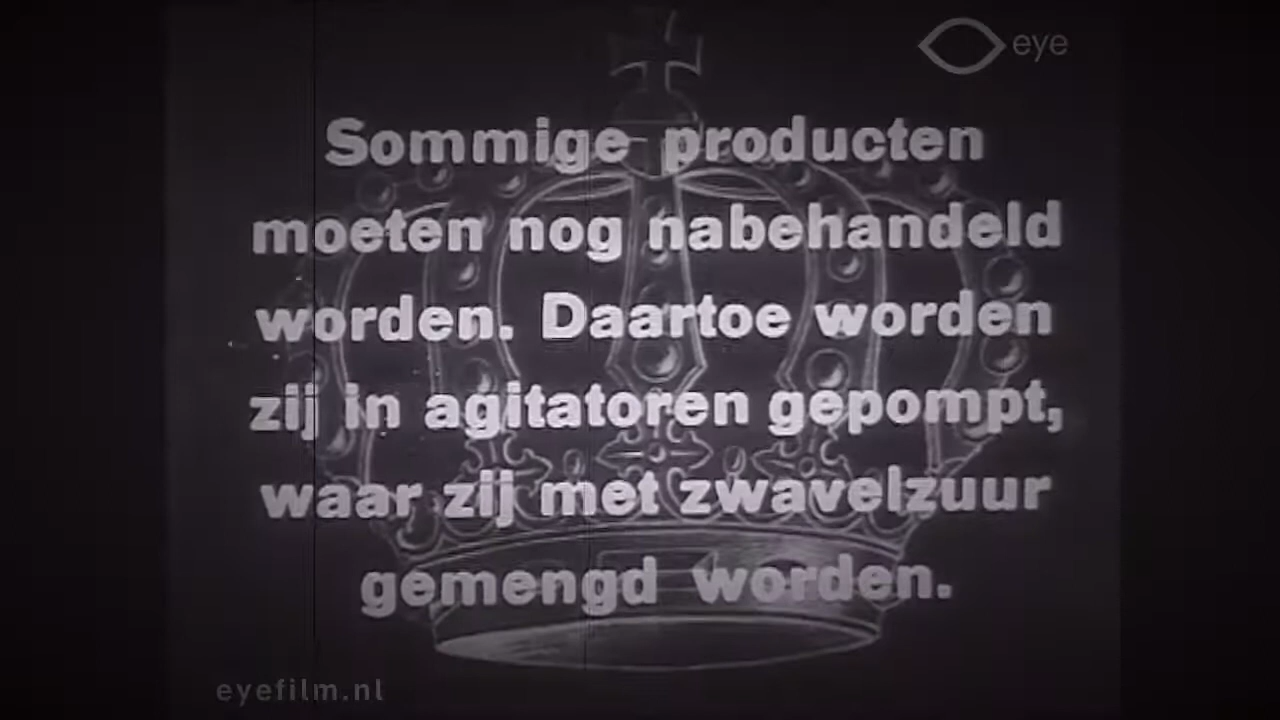 eye
Sommige producten
moeten nog nabehandeld
worden. Daartoe worden
zij in agitatoren gepompt,
waar zij met zwavelzuur
gemengd worden.
eyefilm.nl